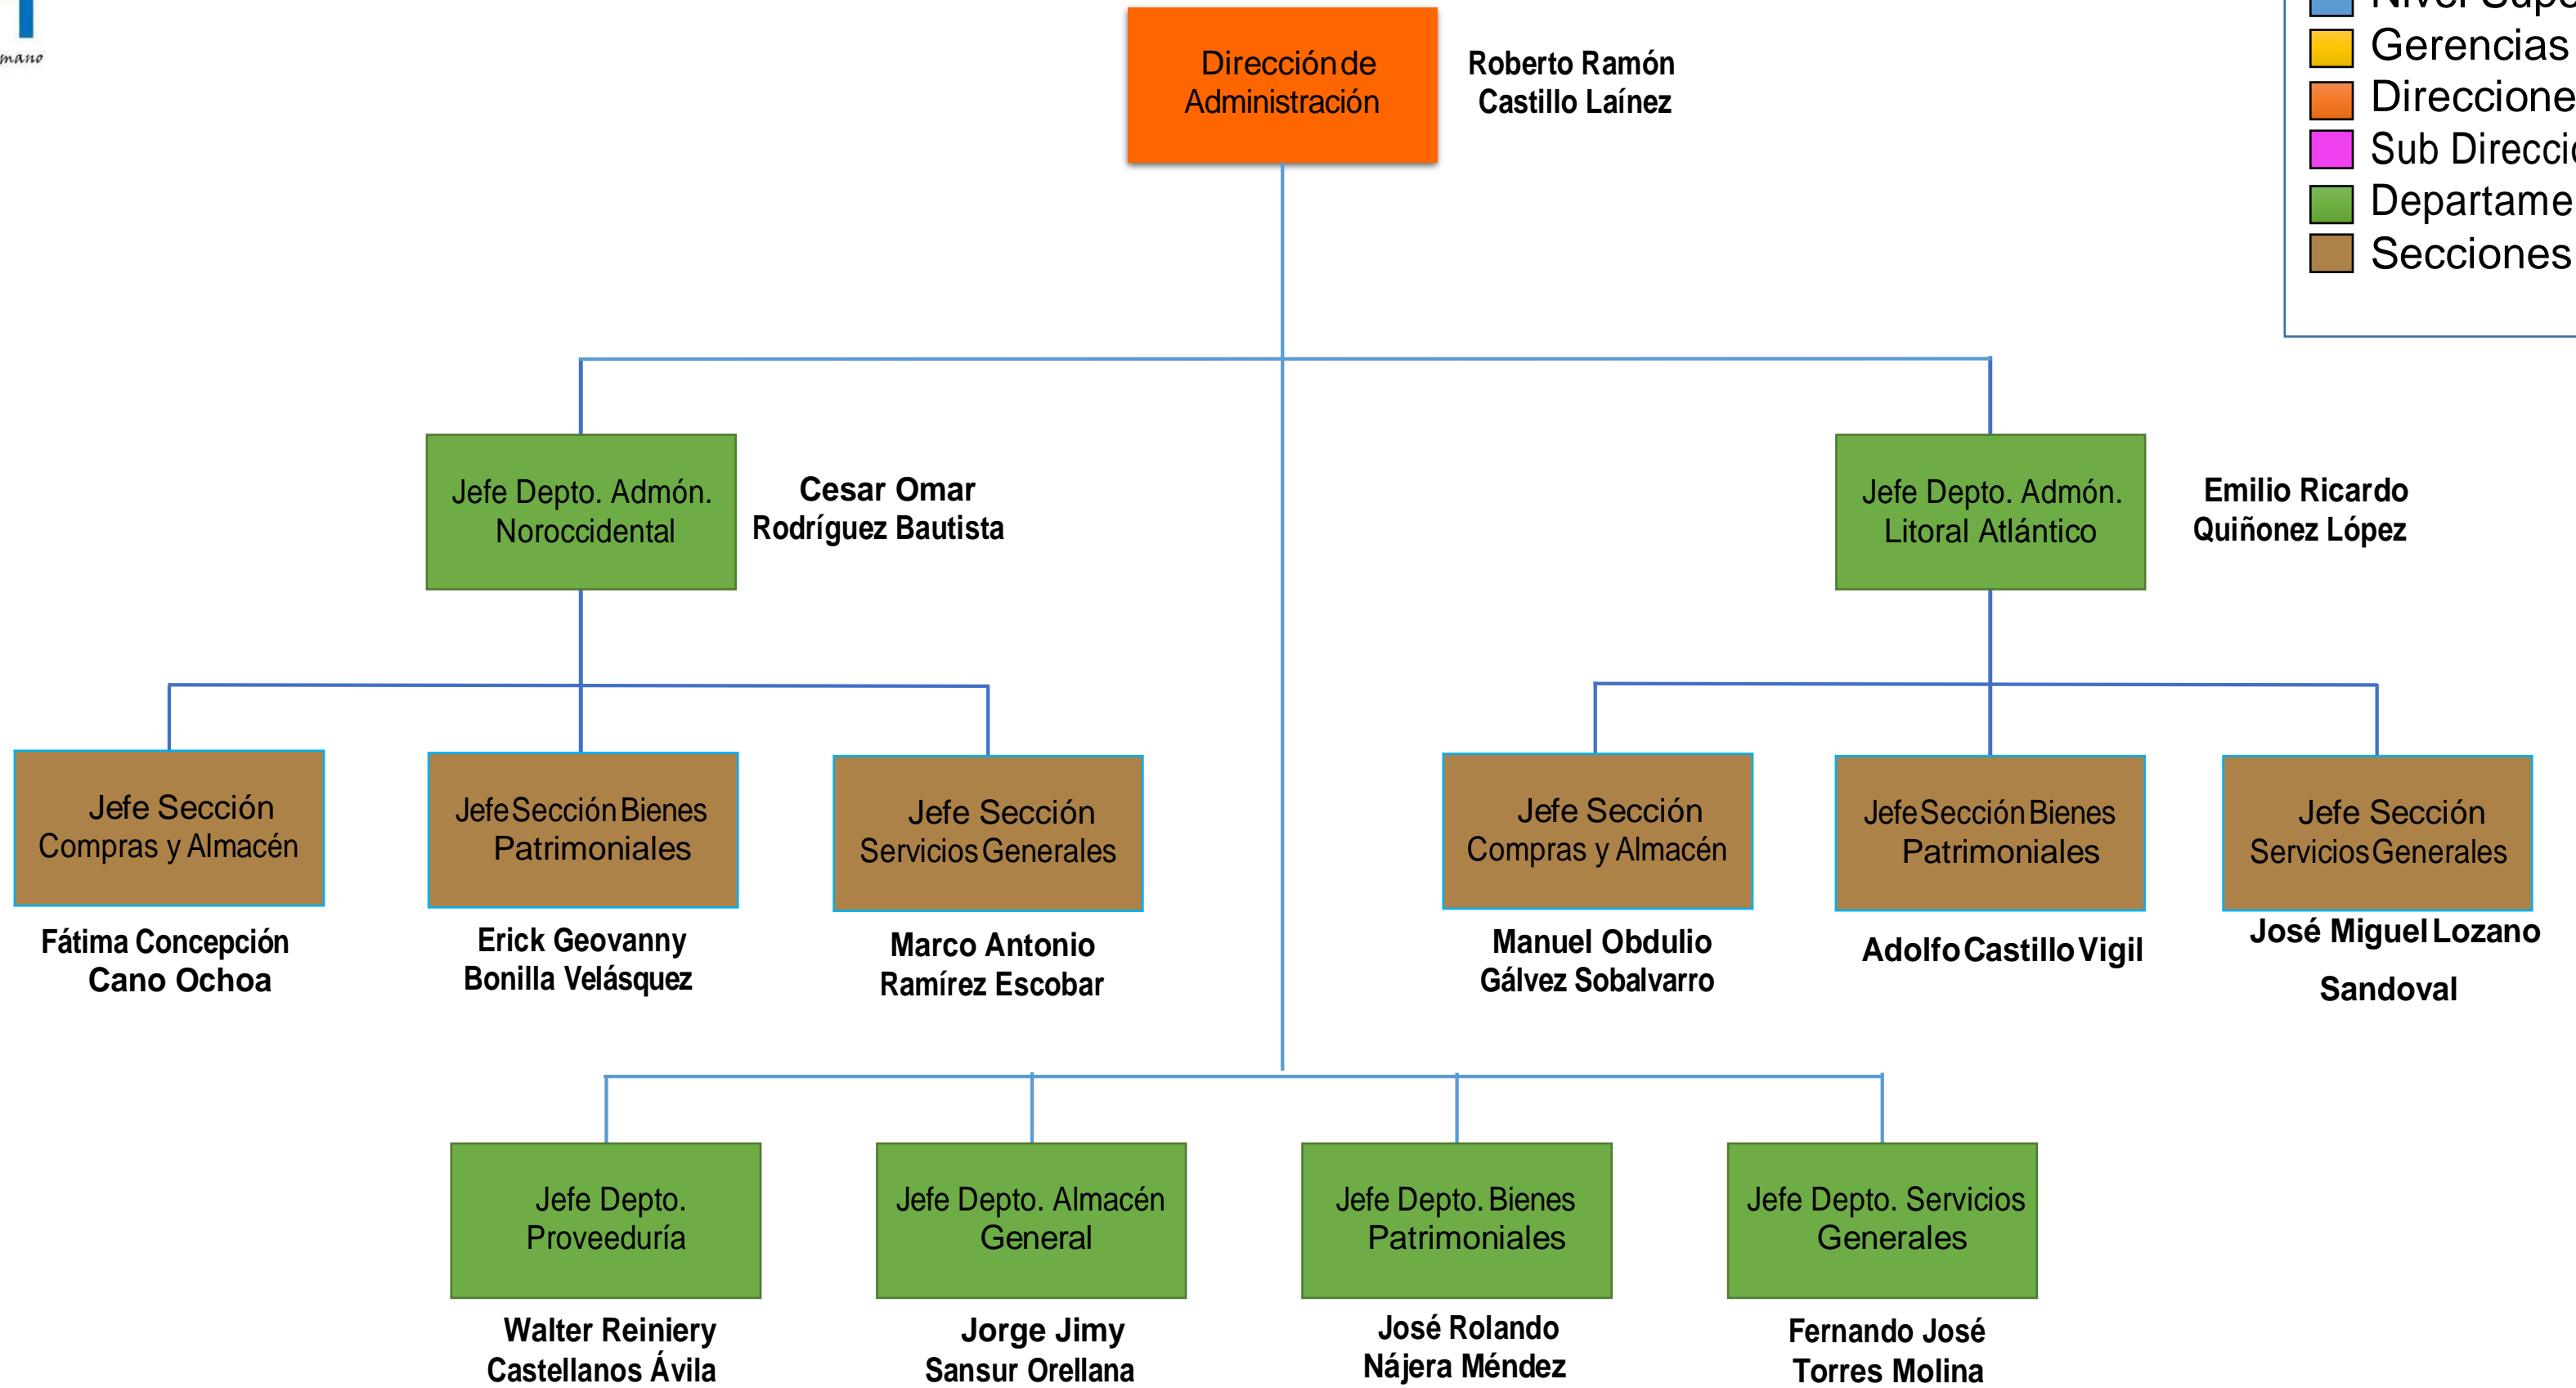 Dirección de
Administración
Roberto Ramón
Castillo Laínez
Gerencias
Secciones
Jefe Depto. Admón.
Noroccidental
Cesar Omar
Rodríguez Bautista
Jefe Depto. Admón.
Litoral Atlántico
Emilio Ricardo
Quiñonez López
Jefe Sección
Compras y Almacén
Fátima Concepción
Cano Ochoa
Jefe Sección Bienes
Patrimoniales
Erick Geovanny
Bonilla Velásquez
Jefe Sección
Servicios Generales
Marco Antonio
Ramírez Escobar
Jefe Sección
Compras y Almacén
Manuel Obdulio
Gálvez Sobalvarro
Jefe Sección Bienes
Patrimoniales
Adolfo Castillo Vigil
Jefe Sección
Servicios Generales
José Miguel Lozano
Sandoval
Jefe Depto.
Proveeduría
Walter Reiniery
Castellanos Ávila
Jefe Depto. Almacén
General
Jorge Jimy
Sansur Orellana
Jefe Depto. Bienes
Patrimoniales
José Rolando
Nájera Méndez
Jefe Depto. Servicios
Generales
Fernando José
Torres Molina